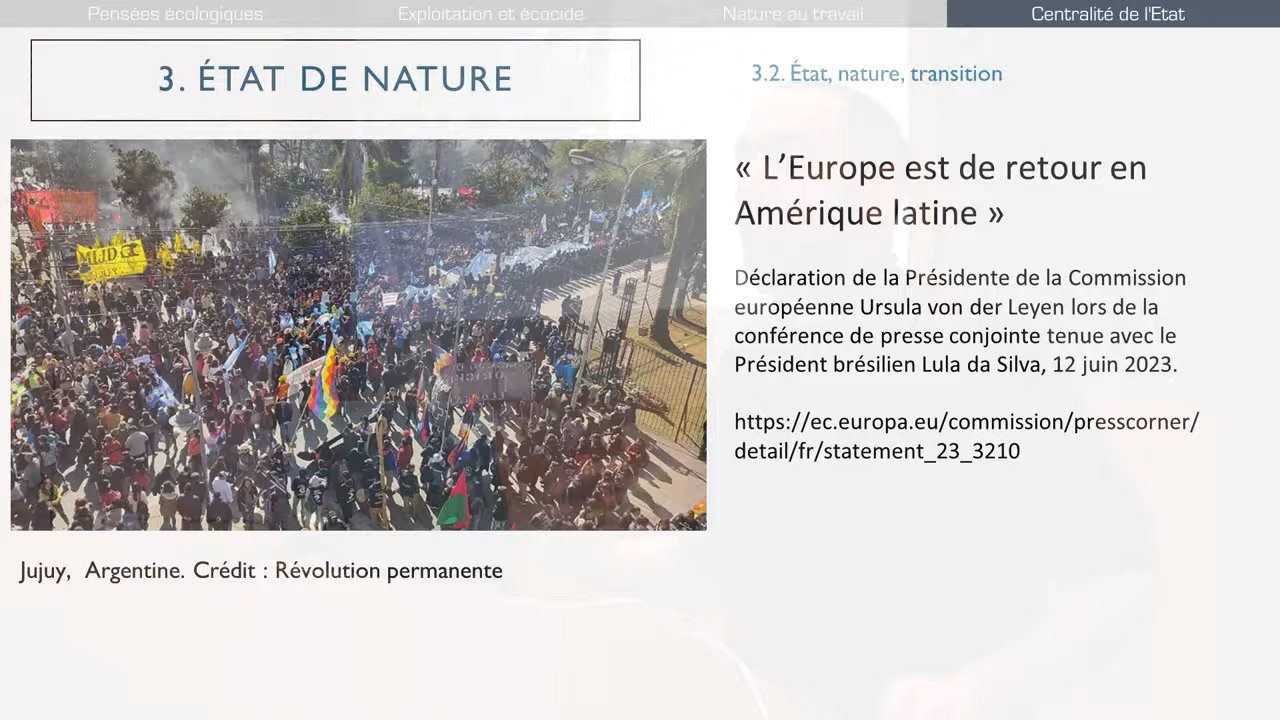 Pensées écologiques
Exploitation et écocide
Nature au travail
Centralité de l'Etat
3. ÉTAT DE NATURE
3.2. État, nature, transition
« L’Europe est de retour en
Amérique latine »
Déclaration de la Présidente de la Commission
européenne Ursula von der Leyen lors de la
conférence de presse conjointe tenue avec le
Président brésilien Lula da Silva, 12 juin 2023.
https://ec.europa.eu/commission/presscorner/
detail/fr/statement_23_3210
Jujuy, Argentine. Crédit : Révolution permanente